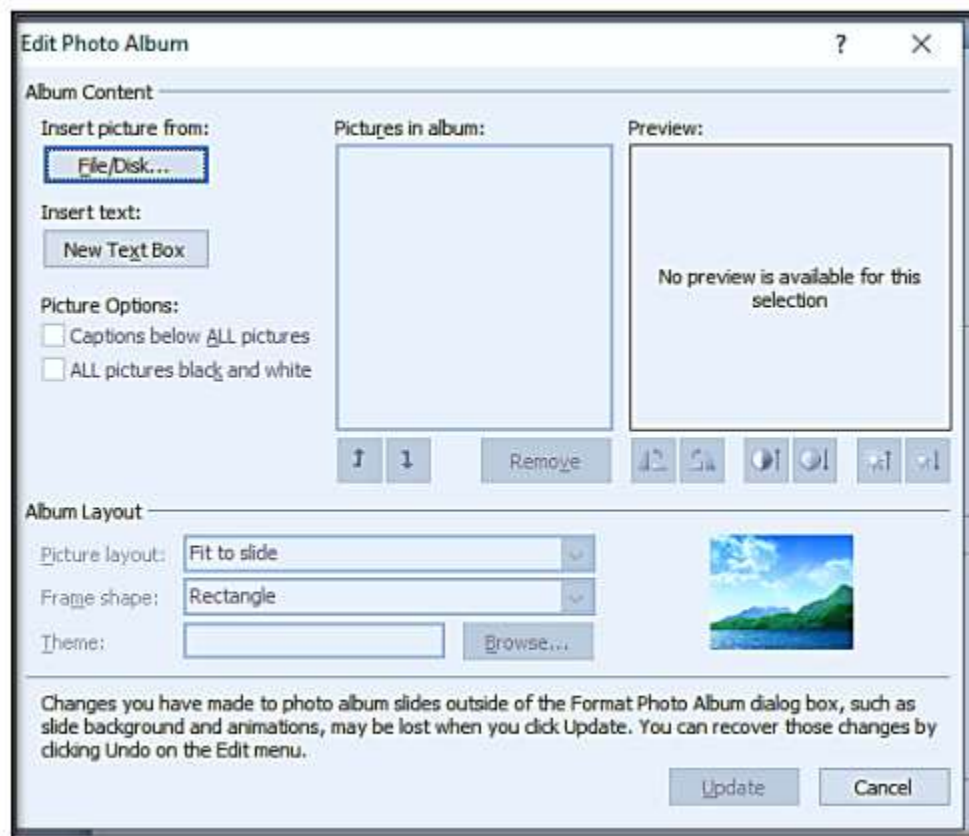 Edit Photo Album
?
Album Content
Insert picture from:
File/Disk...
Insert text:
New Text Box
Picture Options:
Captions below ALL pictures
ALL pictures black and white
Pictures in album:
Remove
Preview:
No preview is available for this
selection
Album Layout
Picture layout: Fit to slide
Frame shape: Rectangle
Theme:
Browse...
Changes you have made to photo album slides outside of the Format Photo Album dialog box, such as
slide background and animations, may be lost when you click Update. You can recover those changes by
clicking Undo on the Edit menu.
Update
Cancel